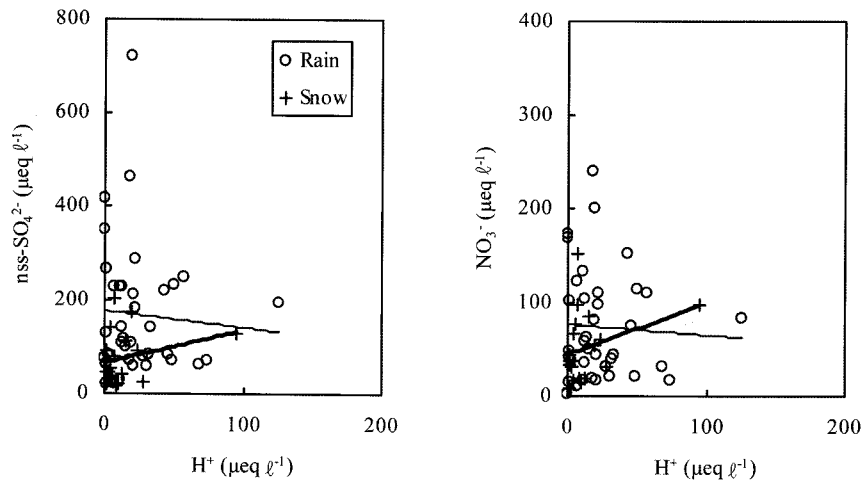 800
600
400
200
0
nss-SO₄²⁻ (μeq ℓ⁻¹)
○ Rain
+ Snow
0
100
200
H⁺ (μeq ℓ⁻¹)
400
300
200
100
0
NO₃⁻ (μeq ℓ⁻¹)
0
100
200
H⁺ (μeq ℓ⁻¹)